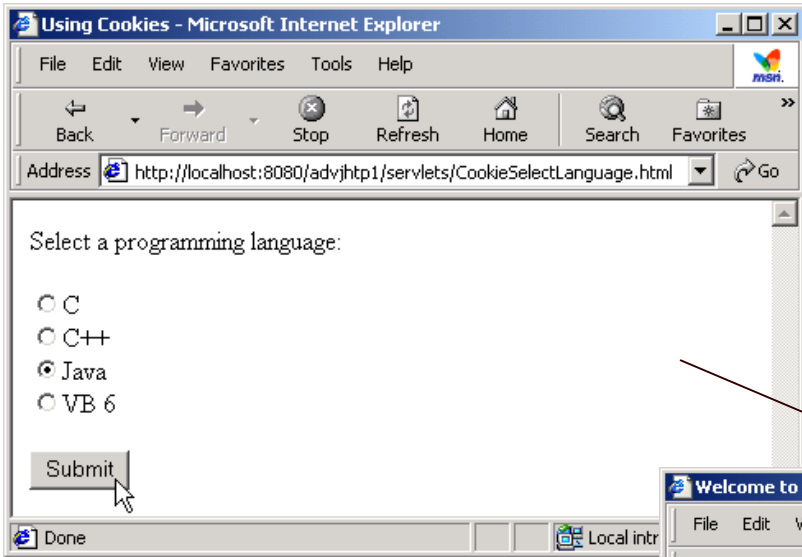 Using Cookies - Microsoft Internet Explorer
File Edit View Favorites Tools Help
msn.
Back Forward Stop Refresh Home Search Favorites »
Address http://localhost:8080/advjhtp1/servlets/CookieSelectLanguage.html Go
Select a programming language:
C
C++
Java
VB 6
Submit
Welcome to
File Edit
Done Local intr